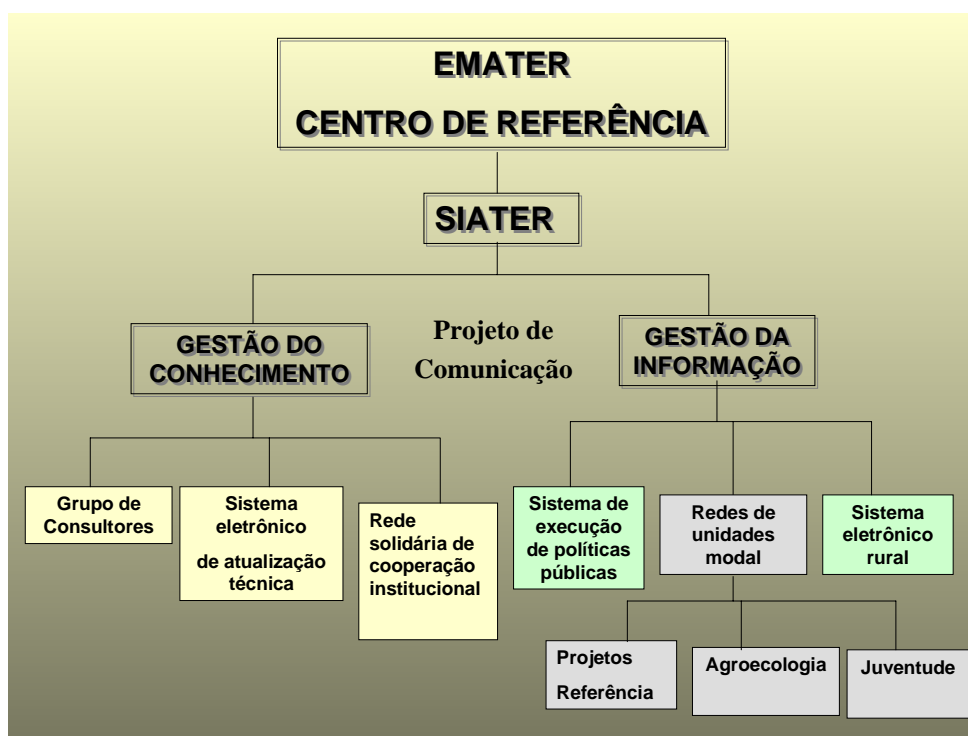 EMATER
CENTRO DE REFERÊNCIA
SIATER
GESTÃO DO
CONHECIMENTO
Projeto de
Comunicação
GESTÃO DA
INFORMAÇÃO
Grupo de
Consultores
Sistema
eletrônico
de atualização
técnica
Rede
solidária de
cooperação
institucional
Sistema de
execução
de políticas
públicas
Redes de
unidades
modal
Sistema
eletrônico
rural
Projetos
Referência
Agroecologia
Juventude